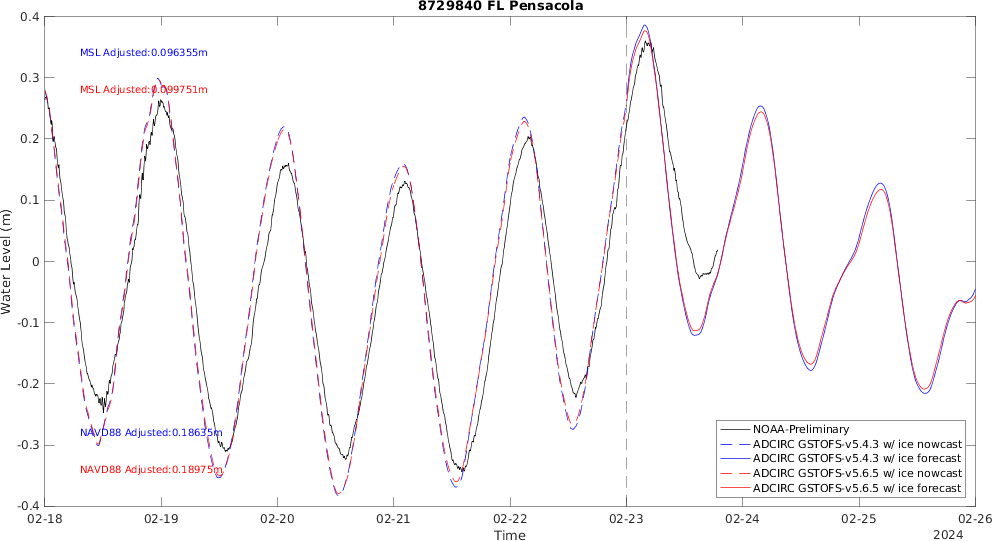 8729840 FL Pensacola
0.4
MSL Adjusted:0.096355m
0.3
MSL Adjusted:0.099751m
0.2
0.1
0
-0.1
-0.2
-0.3
-0.4
Water Level (m)
NAVD88 Adjusted:0.18635m
NAVD88 Adjusted:0.18975m
NOAA-Preliminary
ADCIRC GSTOFS-v5.4.3 w/ ice nowcast
ADCIRC GSTOFS-v5.4.3 w/ ice forecast
ADCIRC GSTOFS-v5.6.5 w/ ice nowcast
ADCIRC GSTOFS-v5.6.5 w/ ice forecast
02-18 02-19 02-20 02-21 02-22 02-23 02-24 02-25 02-26
Time
2024